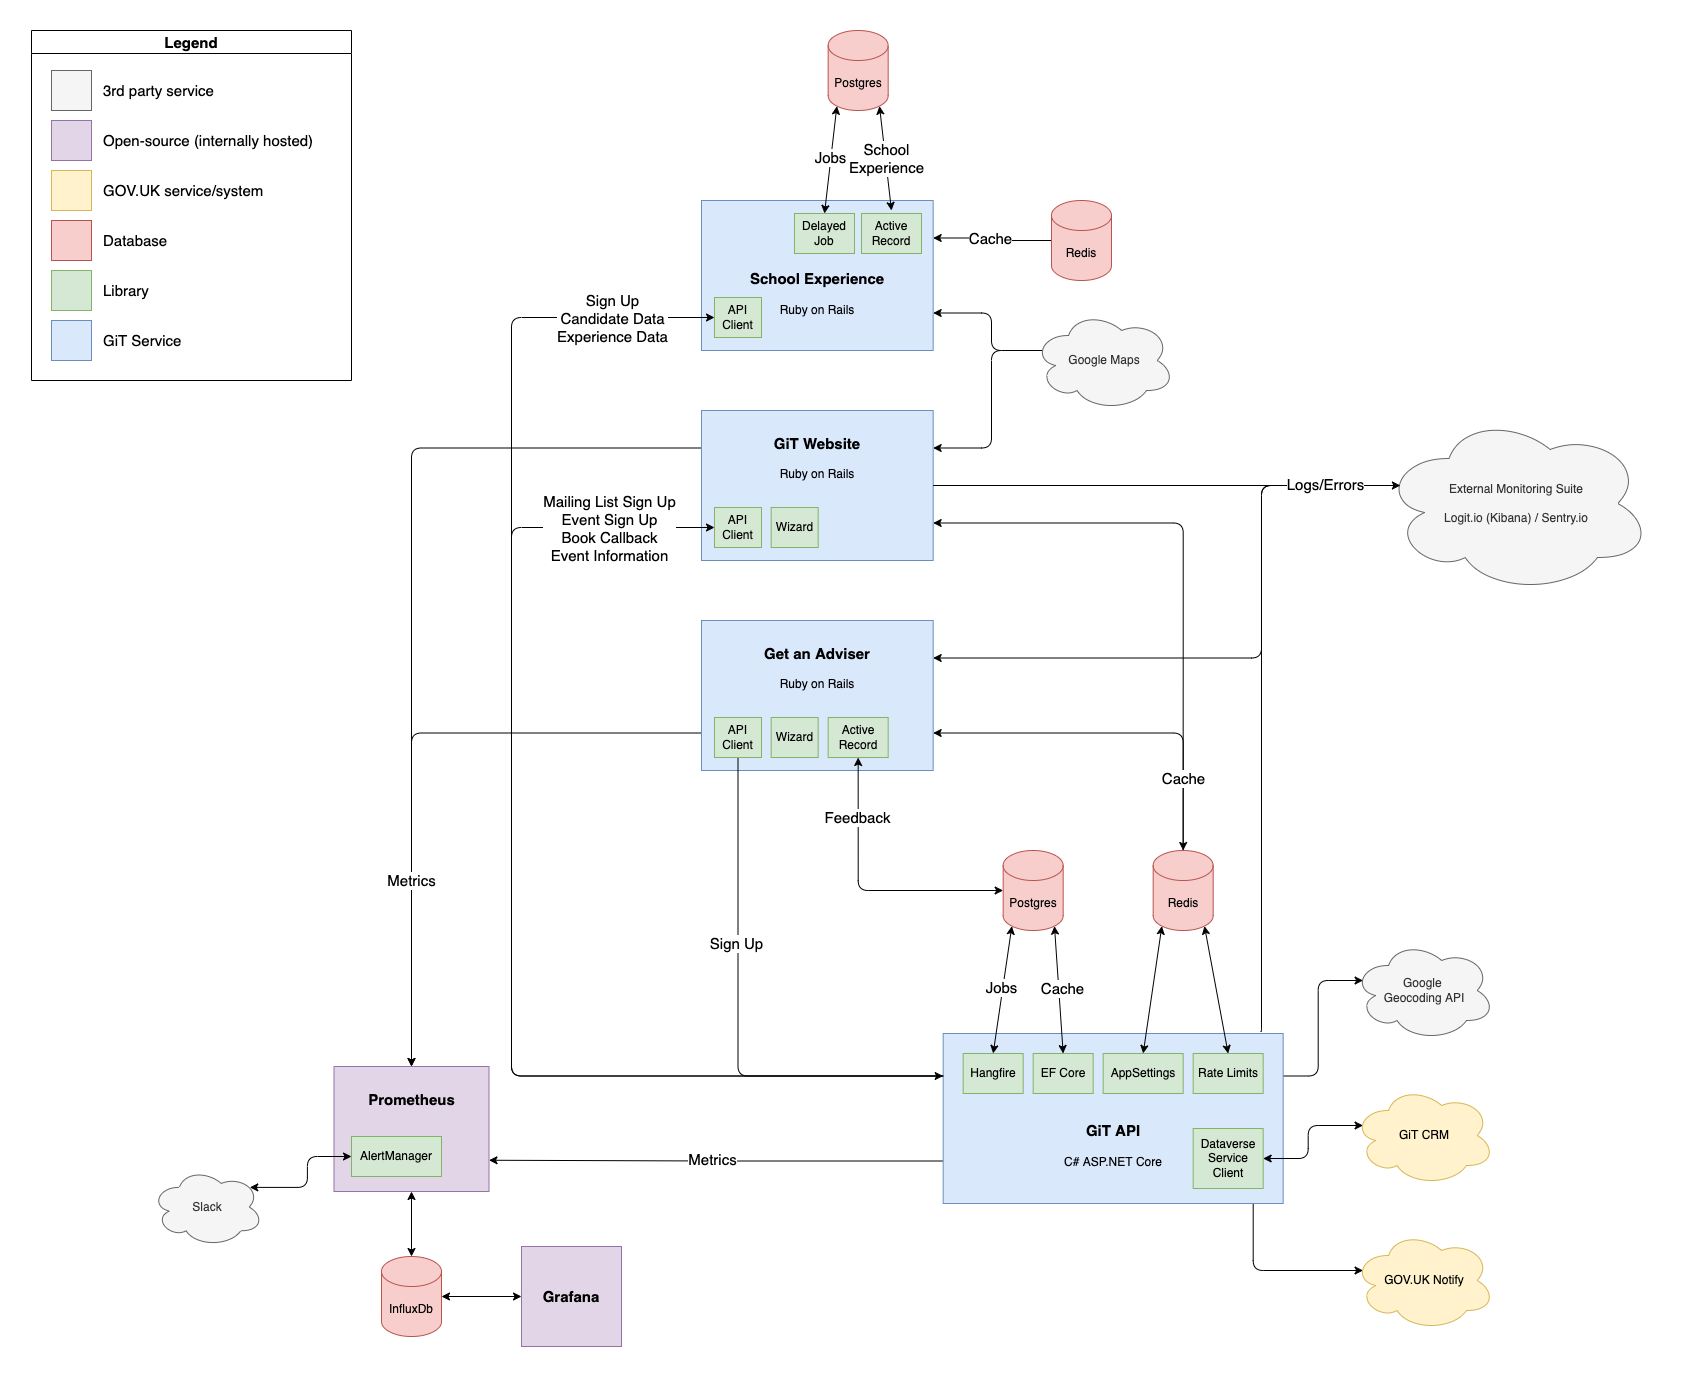 Legend
3rd party service
Open-source (internally hosted)
GOV.UK service/system
Database
Library
GiT Service
Postgres
Jobs
School
Experience
Delayed
Job
Active
Record
School Experience
Ruby on Rails
API
Client
Cache
Redis
Sign Up
Candidate Data
Experience Data
Google Maps
GiT Website
Ruby on Rails
API
Client
Wizard
Mailing List Sign Up
Event Sign Up
Book Callback
Event Information
Logs/Errors
External Monitoring Suite
Logit.io (Kibana) / Sentry.io
Get an Adviser
Ruby on Rails
API
Client
Wizard
Active
Record
Cache
Feedback
Metrics
Sign Up
Postgres
Redis
Jobs
Cache
Google
Geocoding API
Hangfire
EF Core
AppSettings
Rate Limits
GiT API
C# ASP.NET Core
Dataverse
Service
Client
GiT CRM
GOV.UK Notify
Metrics
Prometheus
AlertManager
Slack
InfluxDb
Grafana